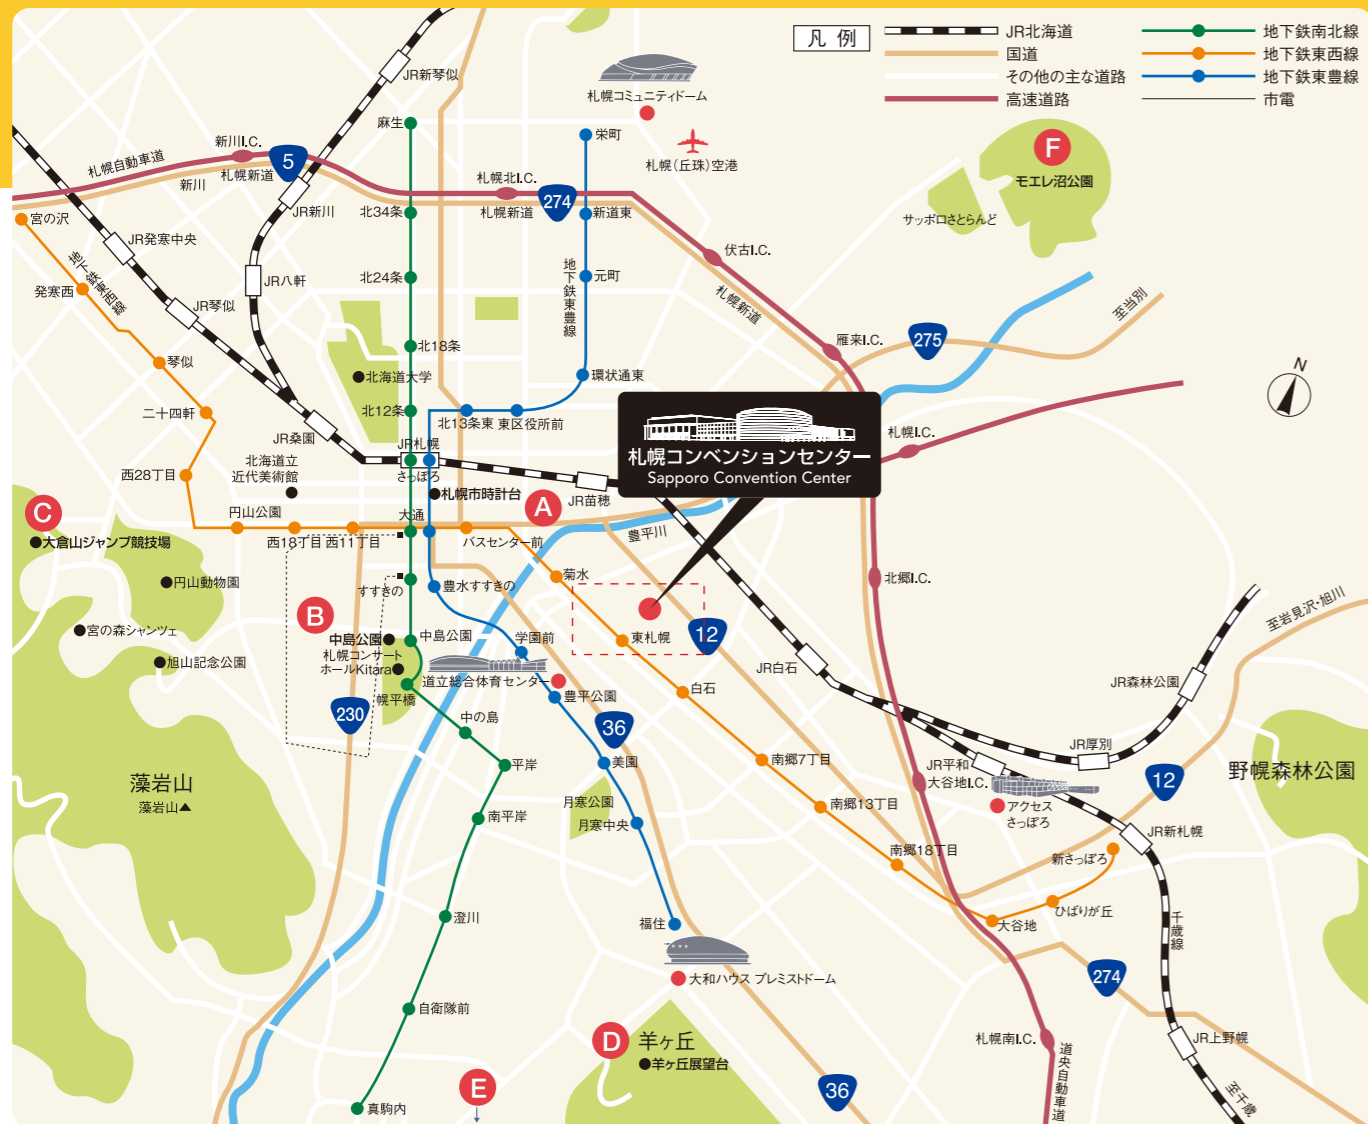 凡例
JR北海道
国道
その他の主な道路
高速道路
地下鉄南北線
地下鉄東西線
地下鉄東豊線
市電
JR新琴似
札幌コミュニティドーム
麻生
栄町
札幌（丘珠）空港
F
モエレ沼公園
新川I.C.
札幌自動車道
5
札幌新道
新川
JR新川
札幌北I.C.
274
札幌新道
新道東
北34条
宮の沢
サッポロさとらんど
JR発寒中央
地下鉄東西線
伏古I.C.
発寒西
JR琴似
JR八軒
北24条
元町
地下鉄東豊線
札幌新道
至当別
275
雁来I.C.
琴似
北18条
環状通東
N
北海道大学
二十四軒
北12条
北13条東
東区役所前
JR桑園
JR札幌
さっぽろ
札幌I.C.
札幌コンベンションセンター
Sapporo Convention Center
西28丁目
北海道立
近代美術館
札幌市時計台
JR苗穂
A
C
円山公園
大通
大倉山ジャンプ競技場
西18丁目
西11丁目
バスセンター前
豊平川
円山動物園
すすきの
豊水すすきの
菊水
北郷I.C.
B
宮の森シャンツェ
中島公園
中島公園
学園前
東札幌
12
至岩見沢・旭川
旭山記念公園
札幌コンサート
ホールKitara
道立総合体育センター
JR白石
幌平橋
豊平公園
白石
JR森林公園
230
中の島
36
JR厚別
平岸
美園
南郷7丁目
JR平和
大谷地I.C.
12
野幌森林公園
藻岩山
藻岩山
月寒公園
月寒中央
南平岸
南郷13丁目
アクセス
さっぽろ
JR新札幌
南郷18丁目
新さっぽろ
澄川
福住
大谷地
ひばりが丘
千歳線
大和ハウス プレミストドーム
274
自衛隊前
D
羊ヶ丘
羊ヶ丘展望台
札幌南I.C.
道央自動車道
JR上野幌
E
36
至千歳
真駒内